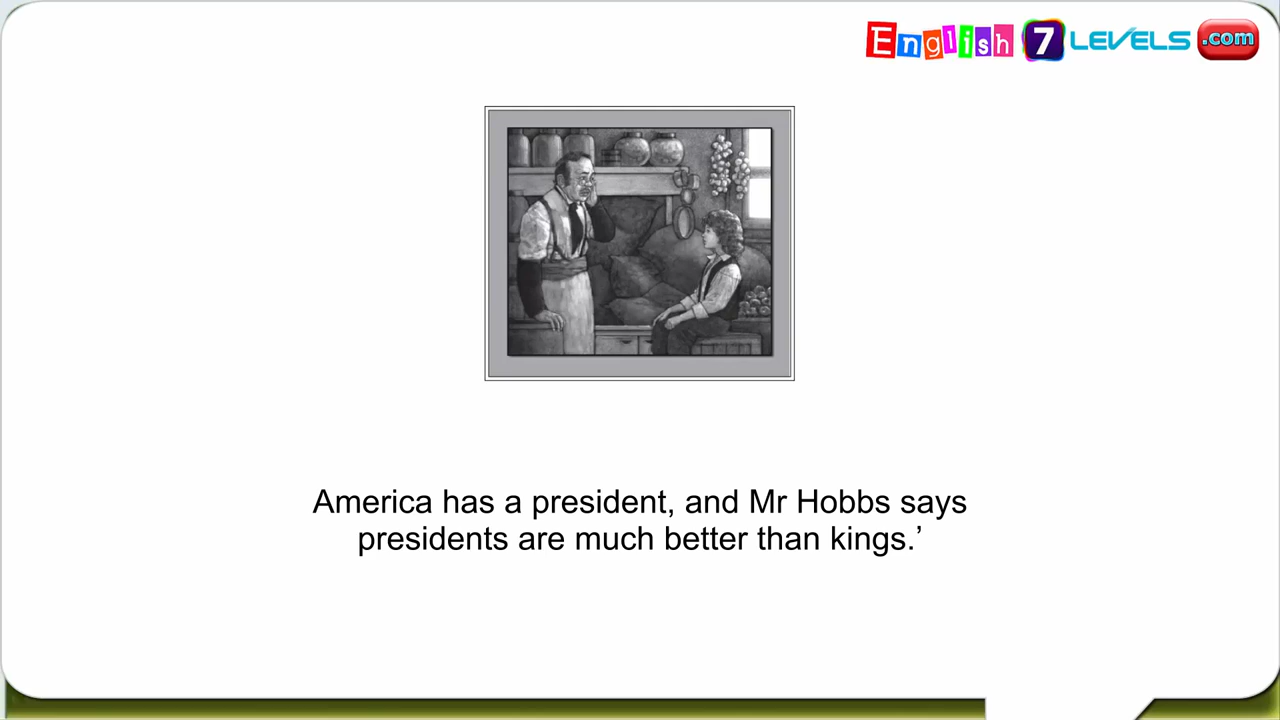 English 7 LEVELS .com
America has a president, and Mr Hobbs says
presidents are much better than kings.’